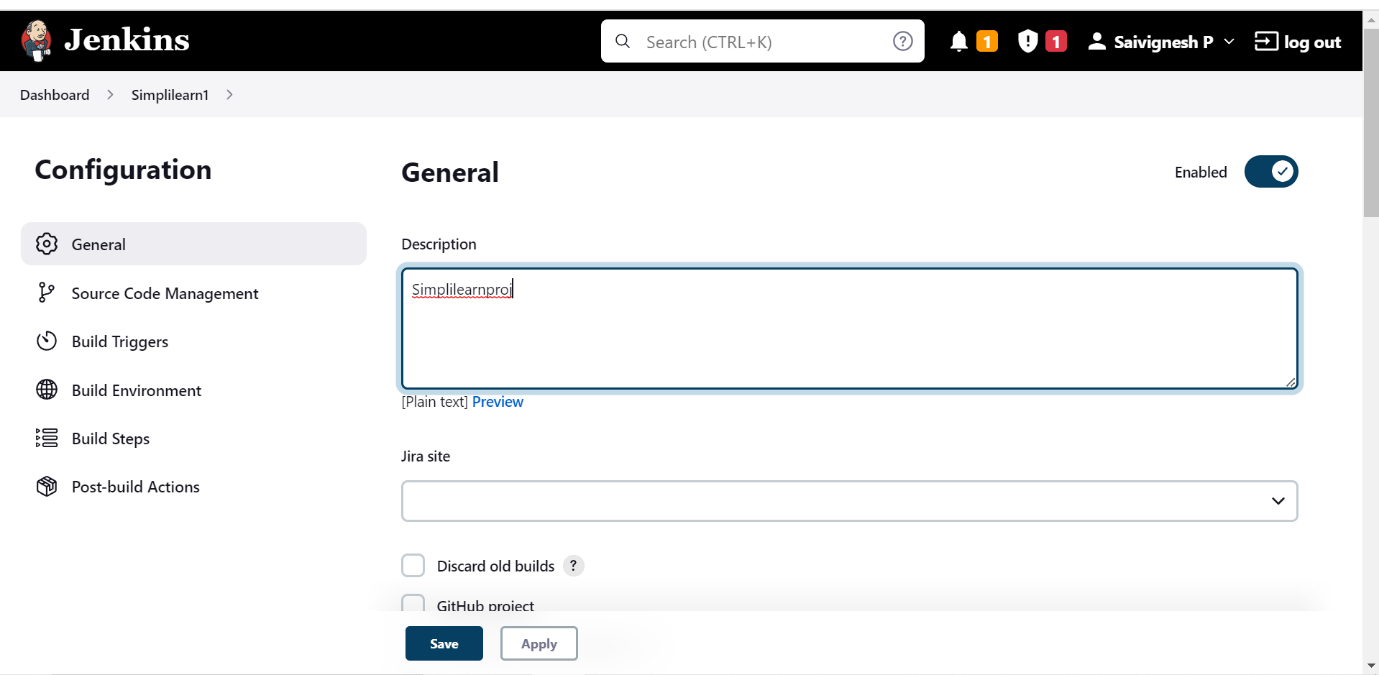 Jenkins
Search (CTRL+K)
?
1
!
1
Saivignesh P
log out
Dashboard > Simplilearn1 >
Configuration
General
Source Code Management
Build Triggers
Build Environment
Build Steps
Post-build Actions
General
Enabled
Description
Simplilearnproj
[Plain text] Preview
Jira site
Discard old builds ?
GitHub project
Save
Apply